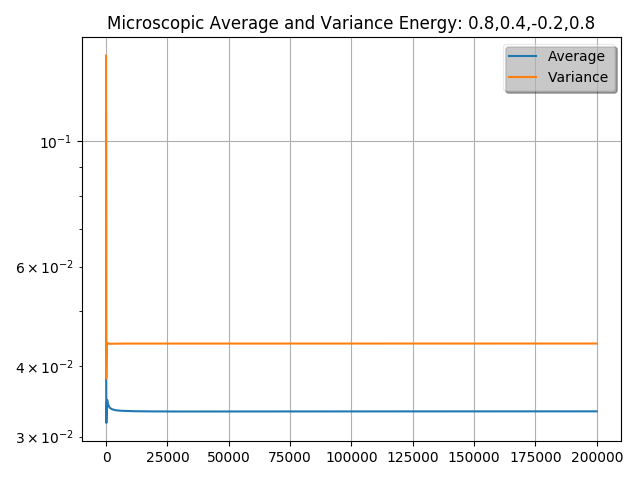 Microscopic Average and Variance Energy: 0.8,0.4,-0.2,0.8
Average
Variance
10⁻¹
6 × 10⁻²
4 × 10⁻²
3 × 10⁻²
0 25000 50000 75000 100000 125000 150000 175000 200000